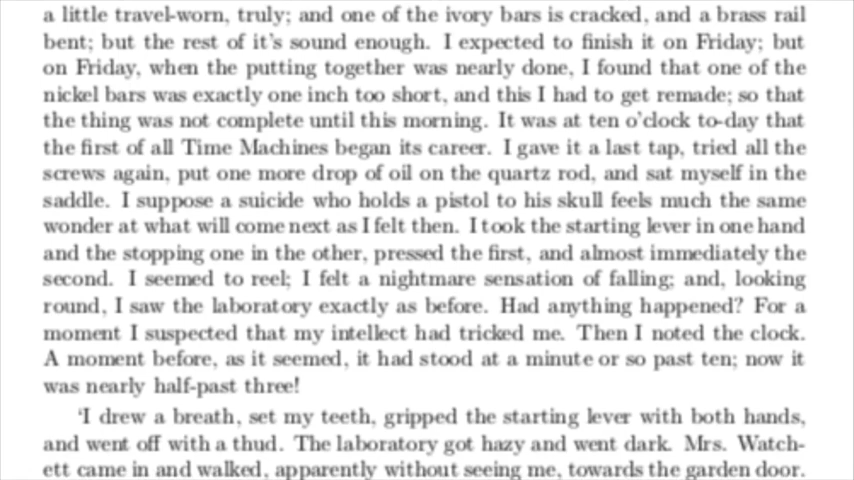 a little travel-worn, truly; and one of the ivory bars is cracked, and a brass rail
bent; but the rest of it's sound enough. I expected to finish it on Friday; but
on Friday, when the putting together was nearly done, I found that one of the
nickel bars was exactly one inch too short, and this I had to get remade; so that
the thing was not complete until this morning. It was at ten o'clock to-day that
the first of all Time Machines began its career. I gave it a last tap, tried all the
screws again, put one more drop of oil on the quartz rod, and sat myself in the
saddle. I suppose a suicide who holds a pistol to his skull feels much the same
wonder at what will come next as I felt then. I took the starting lever in one hand
and the stopping one in the other, pressed the first, and almost immediately the
second. I seemed to reel; I felt a nightmare sensation of falling; and, looking
round, I saw the laboratory exactly as before. Had anything happened? For a
moment I suspected that my intellect had tricked me. Then I noted the clock.
A moment before, as it seemed, it had stood at a minute or so past ten; now it
was nearly half-past three!
‘I drew a breath, set my teeth, gripped the starting lever with both hands,
and went off with a thud. The laboratory got hazy and went dark. Mrs. Watch-
ett came in and walked, apparently without seeing me, towards the garden door.